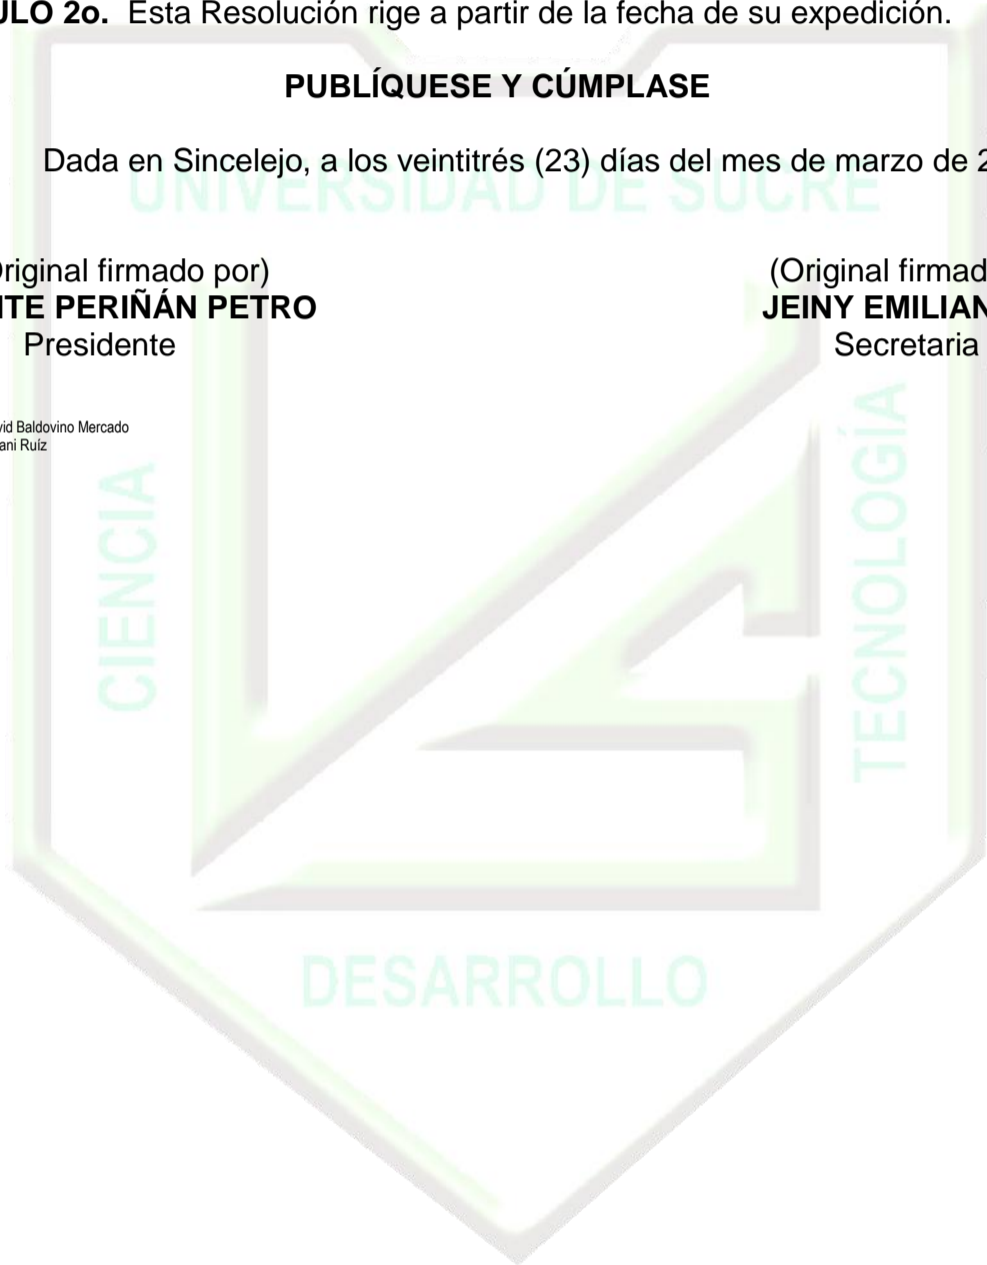 ULO 2o. Esta Resolución rige a partir de la fecha de su expedición.
PUBLÍQUESE Y CÚMPLASE
Dada en Sincelejo, a los veintitrés (23) días del mes de marzo de 2
UNIVERSIDAD DE SUCRE
Original firmado por) (Original firmad
NTE PERIÑÁN PETRO JEINY EMILIAN
Presidente Secretaria
vid Baldovino Mercado
ani Ruíz
CIENCIA
TECNOLOGÍA
DESARROLLO